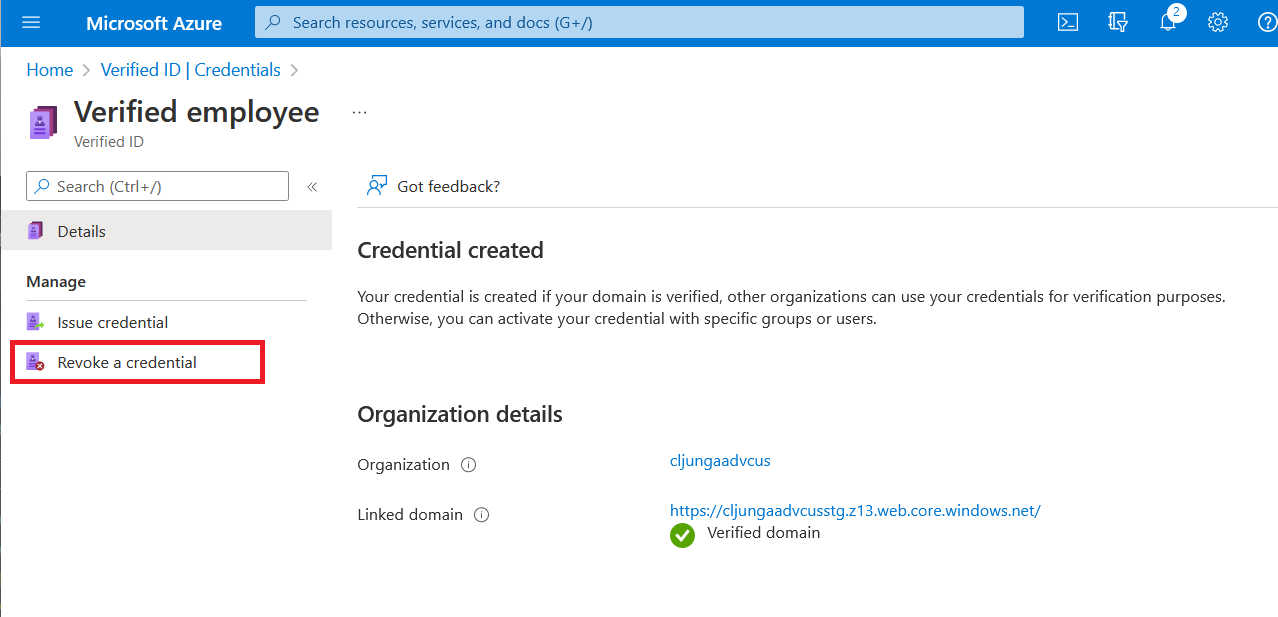 Microsoft Azure
Search resources, services, and docs (G+/)
2
Home > Verified ID | Credentials >
Verified employee ...
Verified ID
Search (Ctrl+/)
«
Got feedback?
Details
Manage
Issue credential
Revoke a credential
Credential created
Your credential is created if your domain is verified, other organizations can use your credentials for verification purposes.
Otherwise, you can activate your credential with specific groups or users.
Organization details
Organization
cljungaadvcus
Linked domain
https://cljungaadvcusstg.z13.web.core.windows.net/
Verified domain